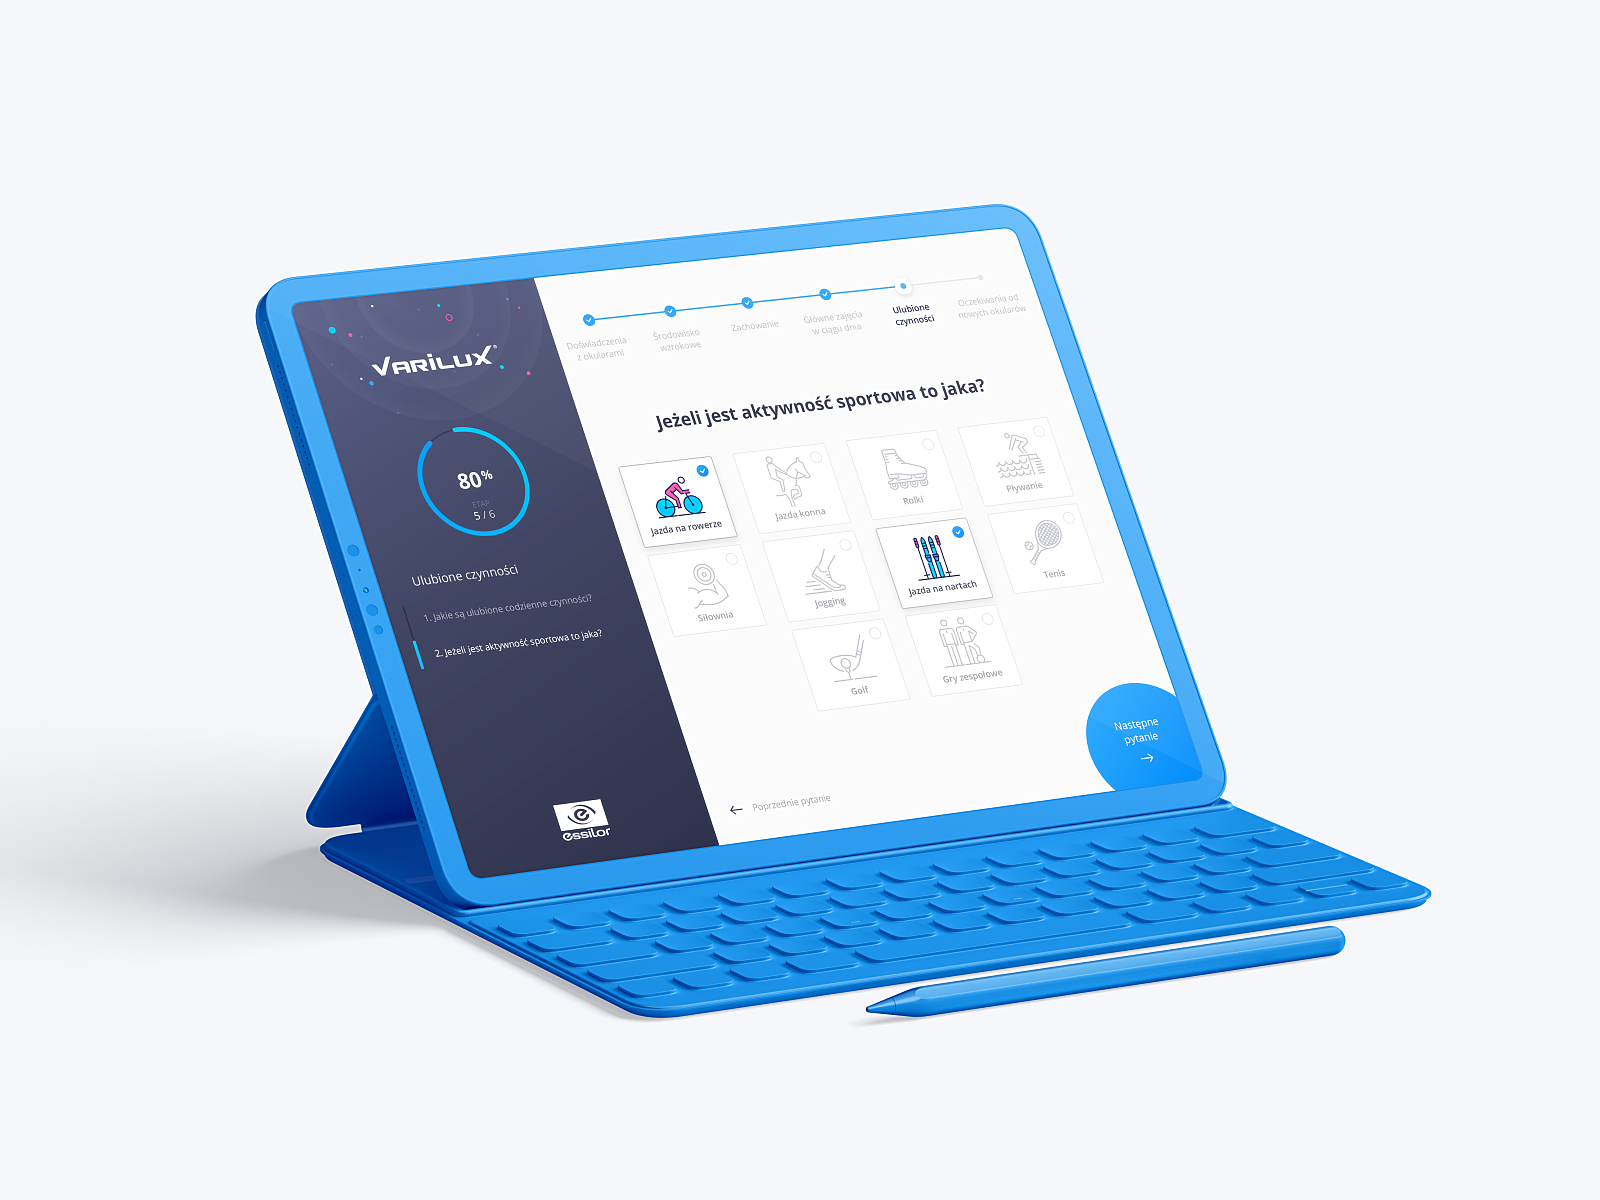 VARILUX®
80%
ETAP
5 / 6
Ulubione czynności
1. Jakie są ulubione codzienne czynności?
2. Jeżeli jest aktywność sportowa to jaka?
essilor
Doświadczenia
z okularami
Środowisko
wzrokowe
Zachowanie
Główne zajęcia
w ciągu dnia
Ulubione
czynności
Oczekiwania od
nowych okularów
Jeżeli jest aktywność sportowa to jaka?
Jazda na rowerze
Jazda konna
Rolki
Pływanie
Siłownia
Jogging
Jazda na nartach
Tenis
Golf
Gry zespołowe
Poprzednie pytanie
Następne
pytanie